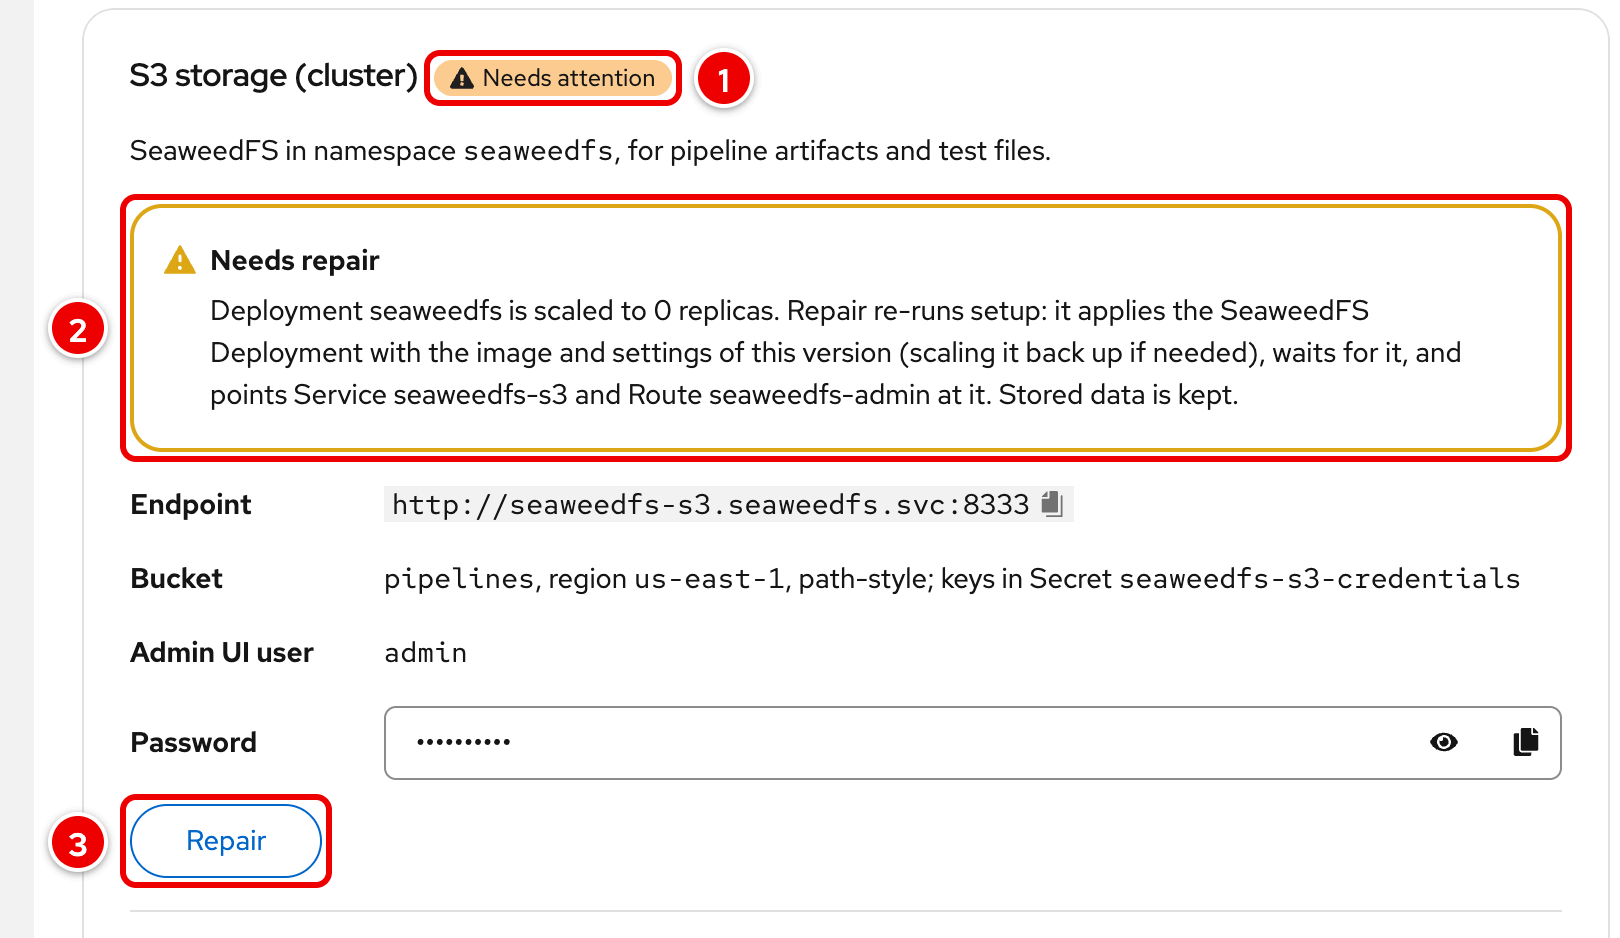 S3 storage (cluster) Needs attention 1
SeaweedFS in namespace seaweedfs, for pipeline artifacts and test files.
Needs repair
2
Deployment seaweedfs is scaled to 0 replicas. Repair re-runs setup: it applies the SeaweedFS
Deployment with the image and settings of this version (scaling it back up if needed), waits for it, and
points Service seaweedfs-s3 and Route seaweedfs-admin at it. Stored data is kept.
Endpoint http://seaweedfs-s3.seaweedfs.svc:8333
Bucket pipelines, region us-east-1, path-style; keys in Secret seaweedfs-s3-credentials
Admin UI user admin
Password ••••••••••
3 Repair